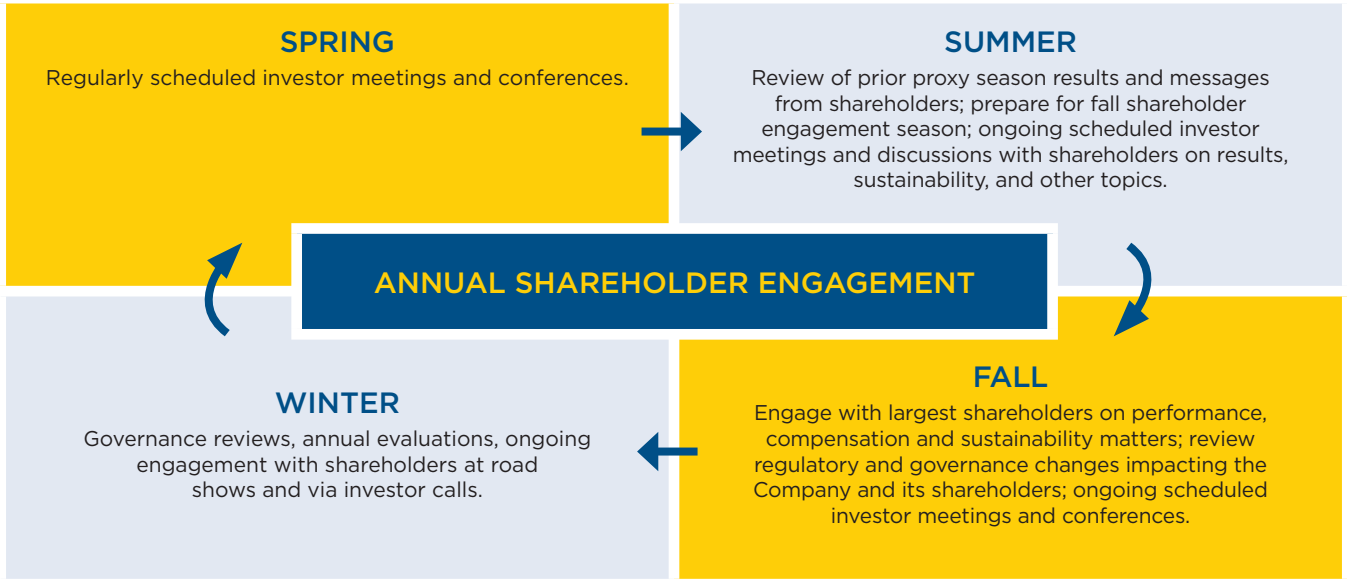 SPRING
Regularly scheduled investor meetings and conferences.
SUMMER
Review of prior proxy season results and messages
from shareholders; prepare for fall shareholder
engagement season; ongoing scheduled investor
meetings and discussions with shareholders on results,
sustainability, and other topics.
ANNUAL SHAREHOLDER ENGAGEMENT
WINTER
Governance reviews, annual evaluations, ongoing
engagement with shareholders at road
shows and via investor calls.
FALL
Engage with largest shareholders on performance,
compensation and sustainability matters; review
regulatory and governance changes impacting the
Company and its shareholders; ongoing scheduled
investor meetings and conferences.